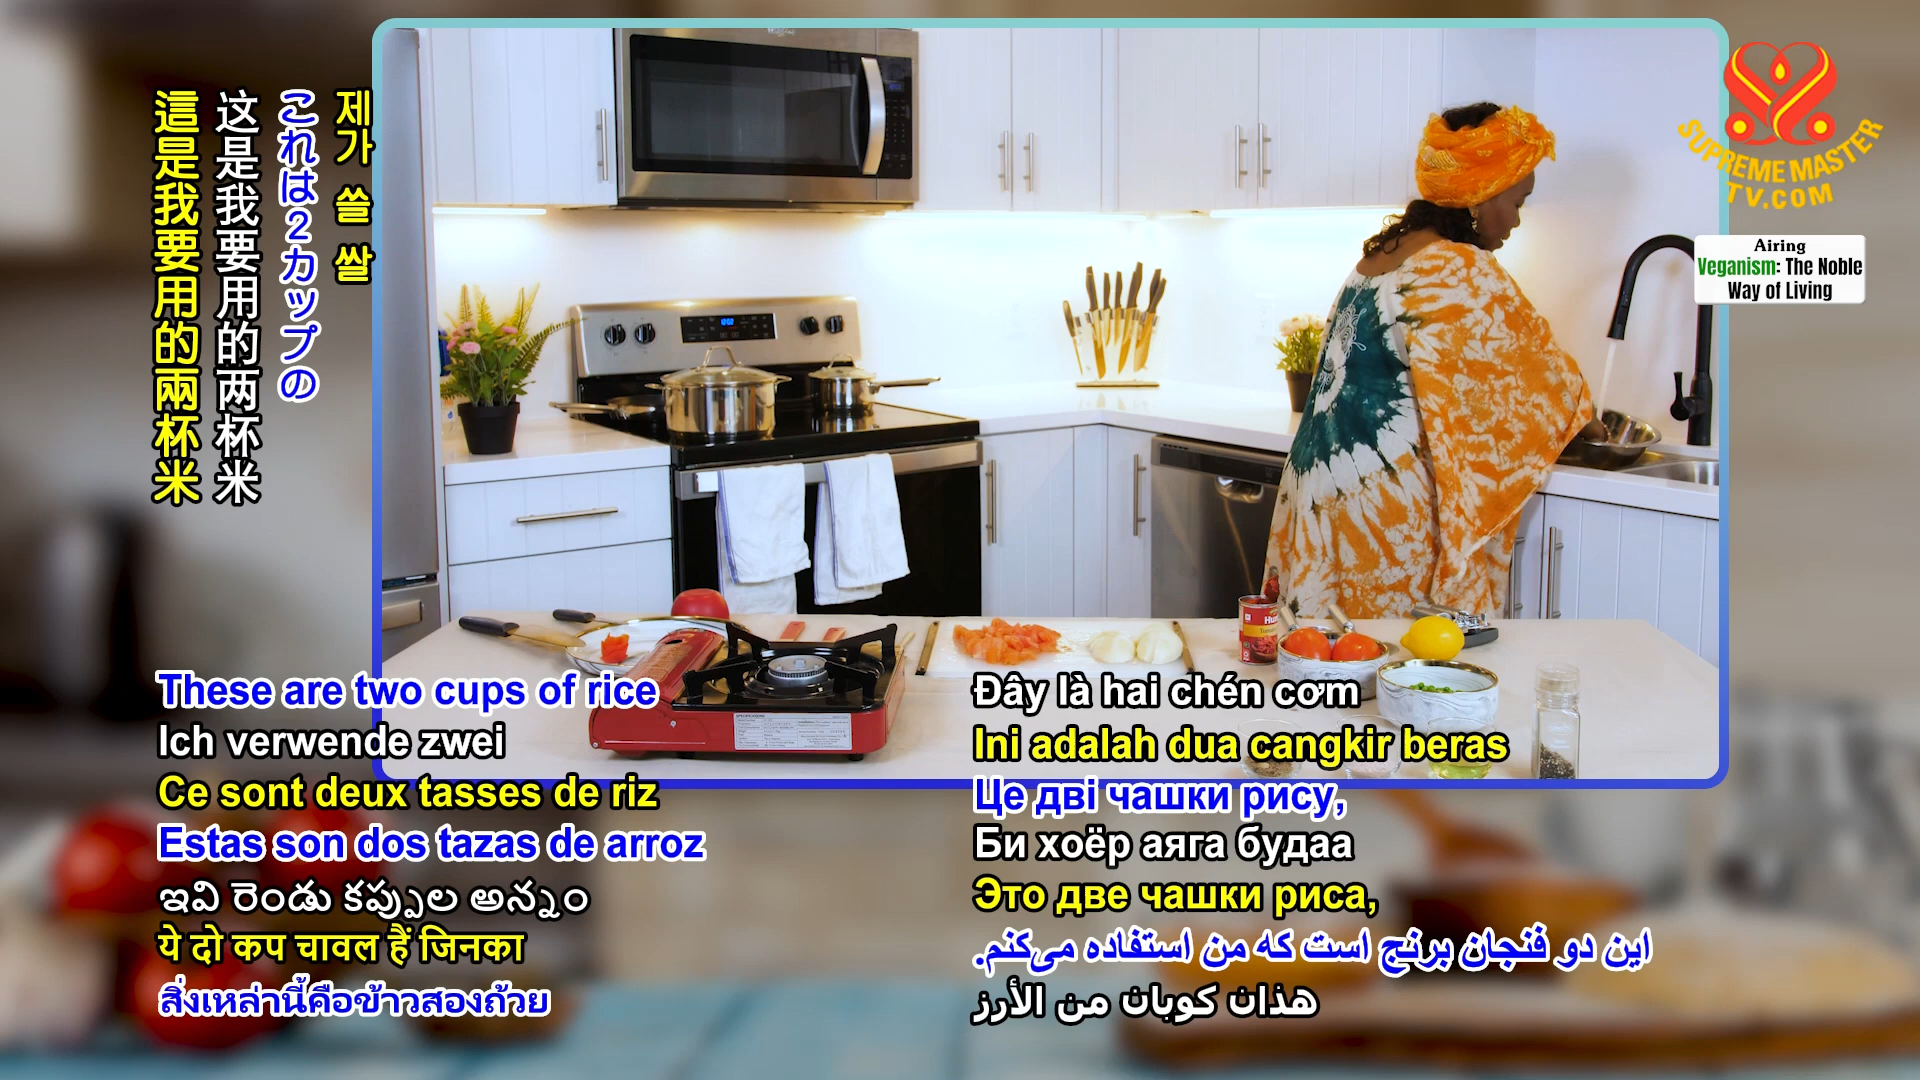 這是我要用的兩杯米
这是我要用的两杯米
これは2カップの
제가 쓸 쌀
SUPREME MASTER
TV.COM
Airing
Veganism: The Noble
Way of Living
These are two cups of rice
Ich verwende zwei
Ce sont deux tasses de riz
Estas son dos tazas de arroz
ఇవి రెండు కప్పుల అన్నం
ये दो कप चावल हैं जिनका
สิ่งเหล่านี้คือข้าวสองถ้วย
Đây là hai chén cơm
Ini adalah dua cangkir beras
Це дві чашки рису,
Би хоёр аяга будаа
Это две чашки риса,
این دو فنجان برنج است که من استفاده می‌کنم.
هذان كوبان من الأرز